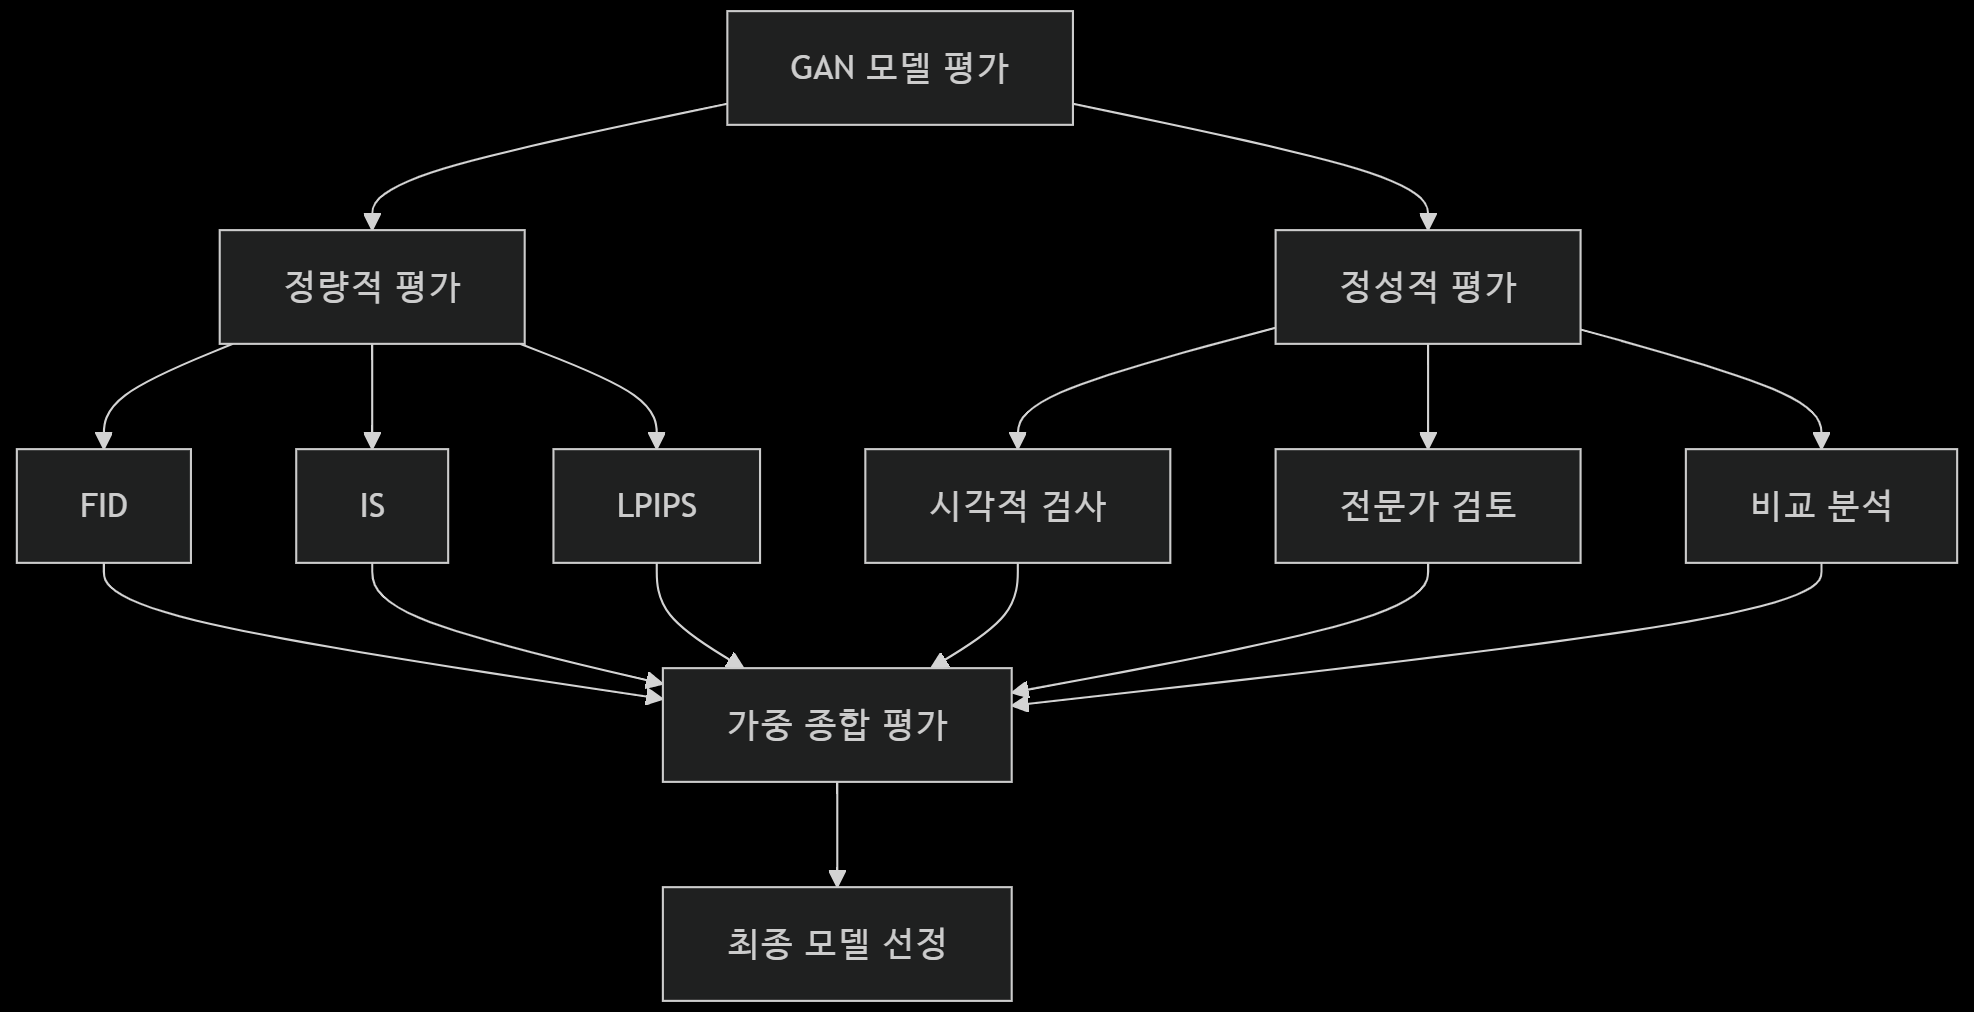 GAN 모델 평가
정량적 평가
정성적 평가
FID
IS
LPIPS
시각적 검사
전문가 검토
비교 분석
가중 종합 평가
최종 모델 선정